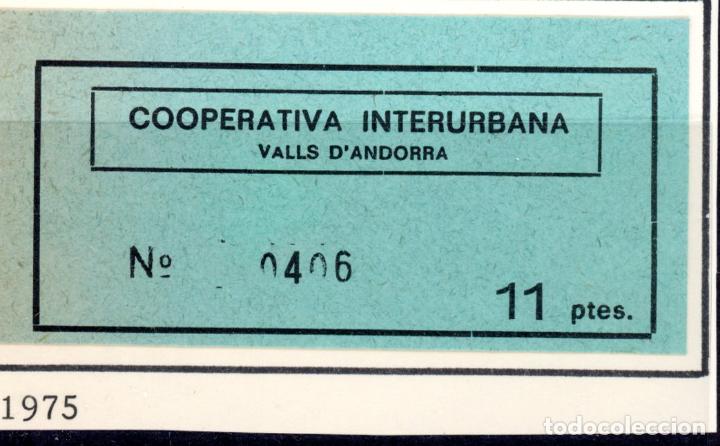 COOPERATIVA INTERURBANA
VALLS D'ANDORRA
Nº 0406
11 ptes.
1975
todocoleccion